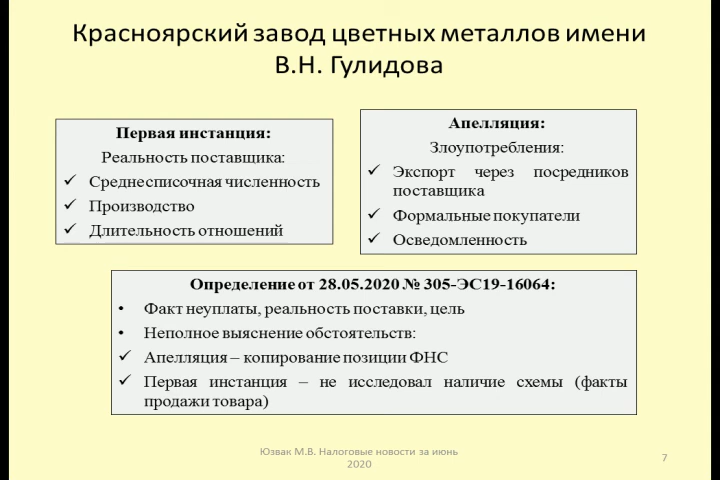 Красноярский завод цветных металлов имени
В.Н. Гулидова
Первая инстанция:
Реальность поставщика:
✓ Среднесписочная численность
✓ Производство
✓ Длительность отношений
Апелляция:
Злоупотребления:
✓ Экспорт через посредников
поставщика
✓ Формальные покупатели
✓ Осведомленность
Определение от 28.05.2020 № 305-ЭС19-16064:
• Факт неуплаты, реальность поставки, цель
• Неполное выяснение обстоятельств:
✓ Апелляция – копирование позиции ФНС
✓ Первая инстанция – не исследовал наличие схемы (факты
продажи товара)
Юзвак М.В. Налоговые новости за июнь
2020
7